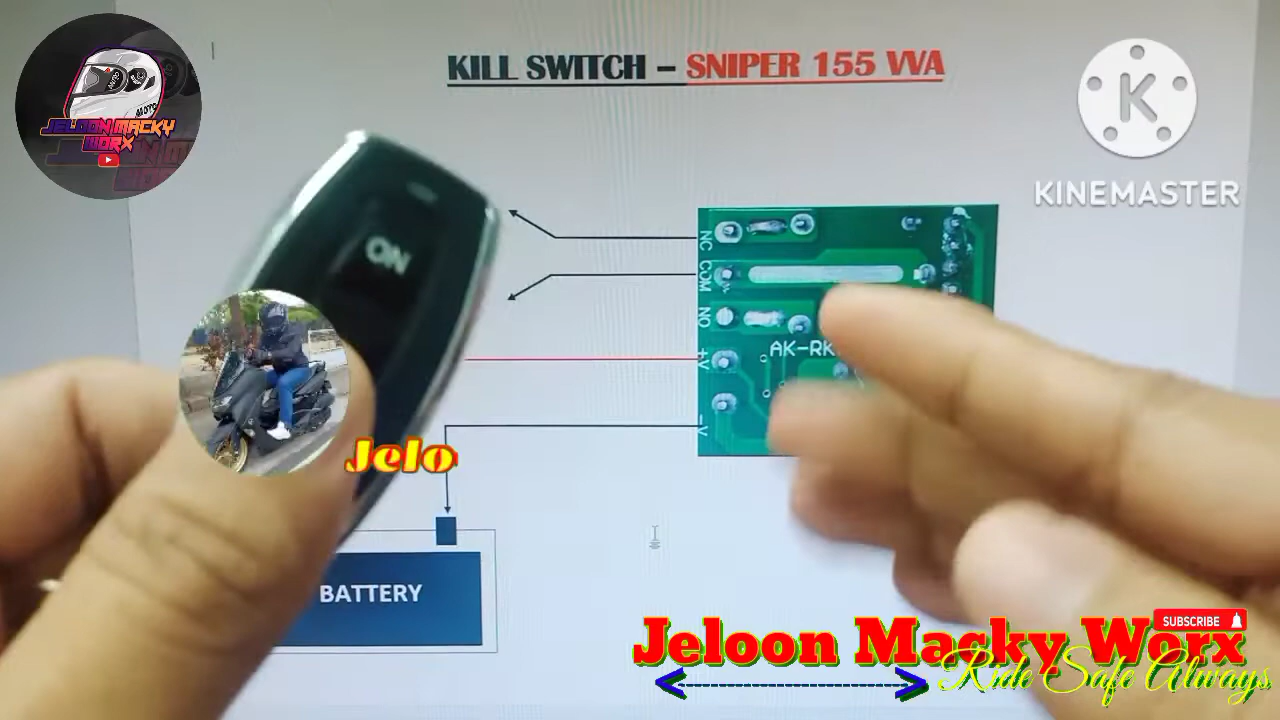 KILL SWITCH – SNIPER 155 VVA
JELOON MACKY
WORX
K
KINEMASTER
ON
NC
COM
NO
+V
-V
AK-RK
Jelo
BATTERY
SUBSCRIBE
Jeloon Macky Worx
Ride Safe Always